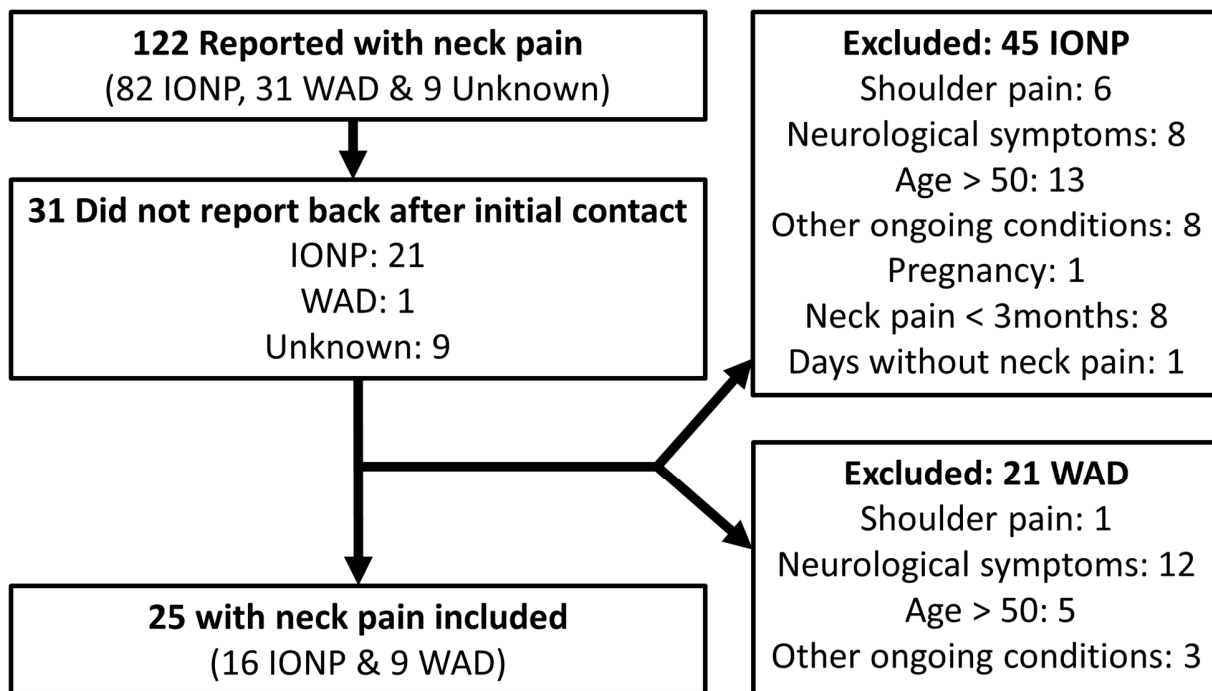 122 Reported with neck pain
(82 IONP, 31 WAD & 9 Unknown)
31 Did not report back after initial contact
IONP: 21
WAD: 1
Unknown: 9
Excluded: 45 IONP
Shoulder pain: 6
Neurological symptoms: 8
Age > 50: 13
Other ongoing conditions: 8
Pregnancy: 1
Neck pain < 3months: 8
Days without neck pain: 1
Excluded: 21 WAD
Shoulder pain: 1
Neurological symptoms: 12
Age > 50: 5
Other ongoing conditions: 3
25 with neck pain included
(16 IONP & 9 WAD)